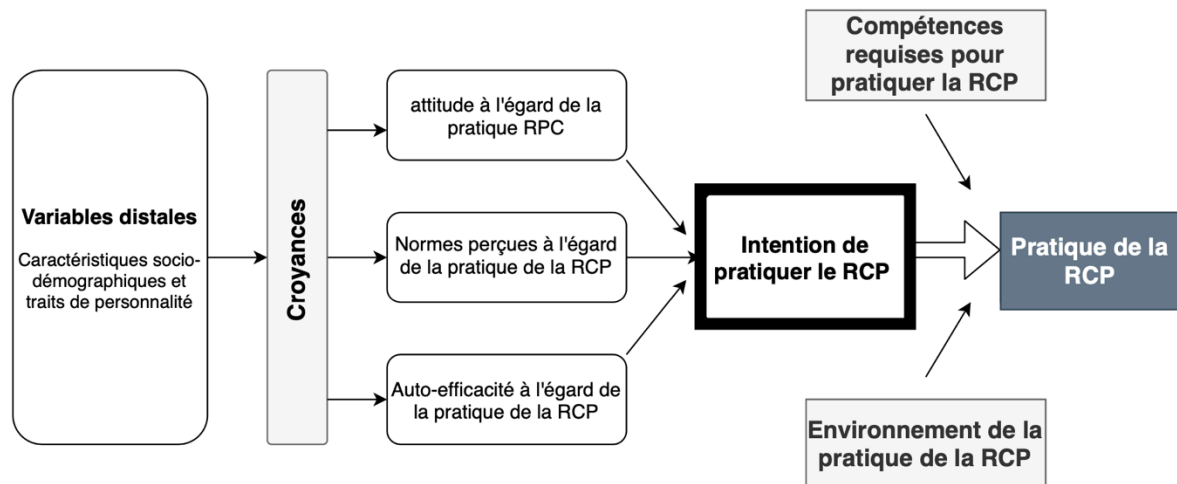 Variables distales
Caractéristiques socio-
démographiques et
traits de personnalité
Croyances
attitude à l'égard de la
pratique RPC
Normes perçues à l'égard
de la pratique de la RCP
Auto-efficacité à l'égard de
la pratique de la RCP
Intention de
pratiquer le RCP
Compétences
requises pour
pratiquer la RCP
Environnement de la
pratique de la RCP
Pratique de la
RCP